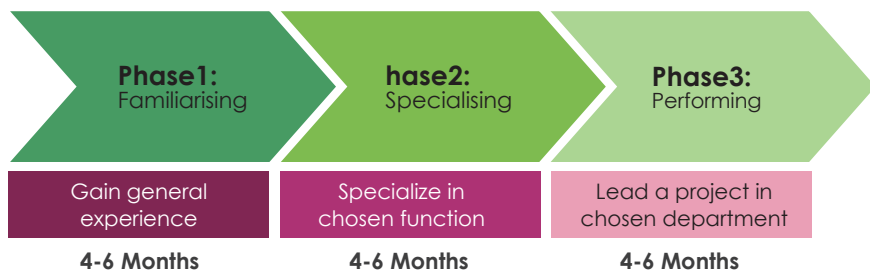 Phase1:
Familiarising
hase2:
Specialising
Phase3:
Performing
Gain general
experience
Specialize in
chosen function
Lead a project in
chosen department
4-6 Months
4-6 Months
4-6 Months